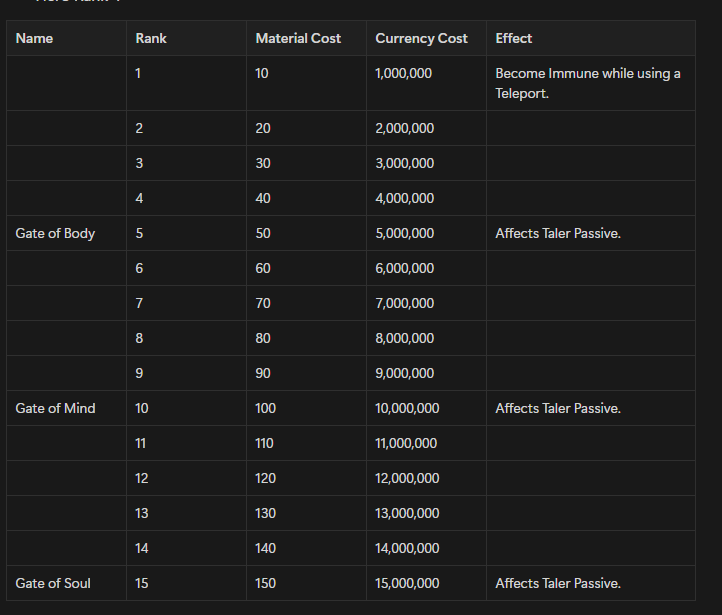 Name Rank Material Cost Currency Cost Effect
1 10 1,000,000 Become Immune while using a
Teleport.
2 20 2,000,000
3 30 3,000,000
4 40 4,000,000
Gate of Body 5 50 5,000,000 Affects Taler Passive.
6 60 6,000,000
7 70 7,000,000
8 80 8,000,000
9 90 9,000,000
Gate of Mind 10 100 10,000,000 Affects Taler Passive.
11 110 11,000,000
12 120 12,000,000
13 130 13,000,000
14 140 14,000,000
Gate of Soul 15 150 15,000,000 Affects Taler Passive.